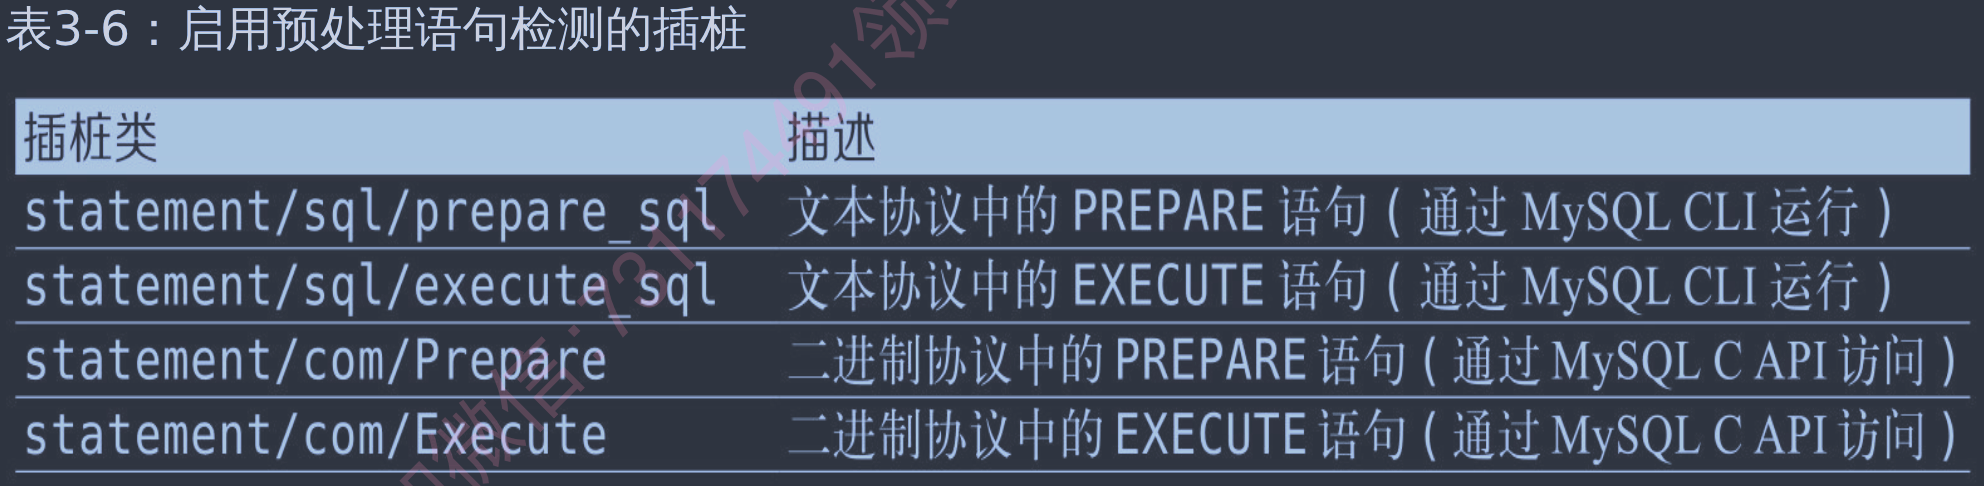 表3-6：启用预处理语句检测的插桩
插桩类 描述
statement/sql/prepare_sql 文本协议中的 PREPARE 语句（通过 MySQL CLI 运行）
statement/sql/execute_sql 文本协议中的 EXECUTE 语句（通过 MySQL CLI 运行）
statement/com/Prepare 二进制协议中的 PREPARE 语句（通过 MySQL C API 访问）
statement/com/Execute 二进制协议中的 EXECUTE 语句（通过 MySQL C API 访问）
微信:7311774491领